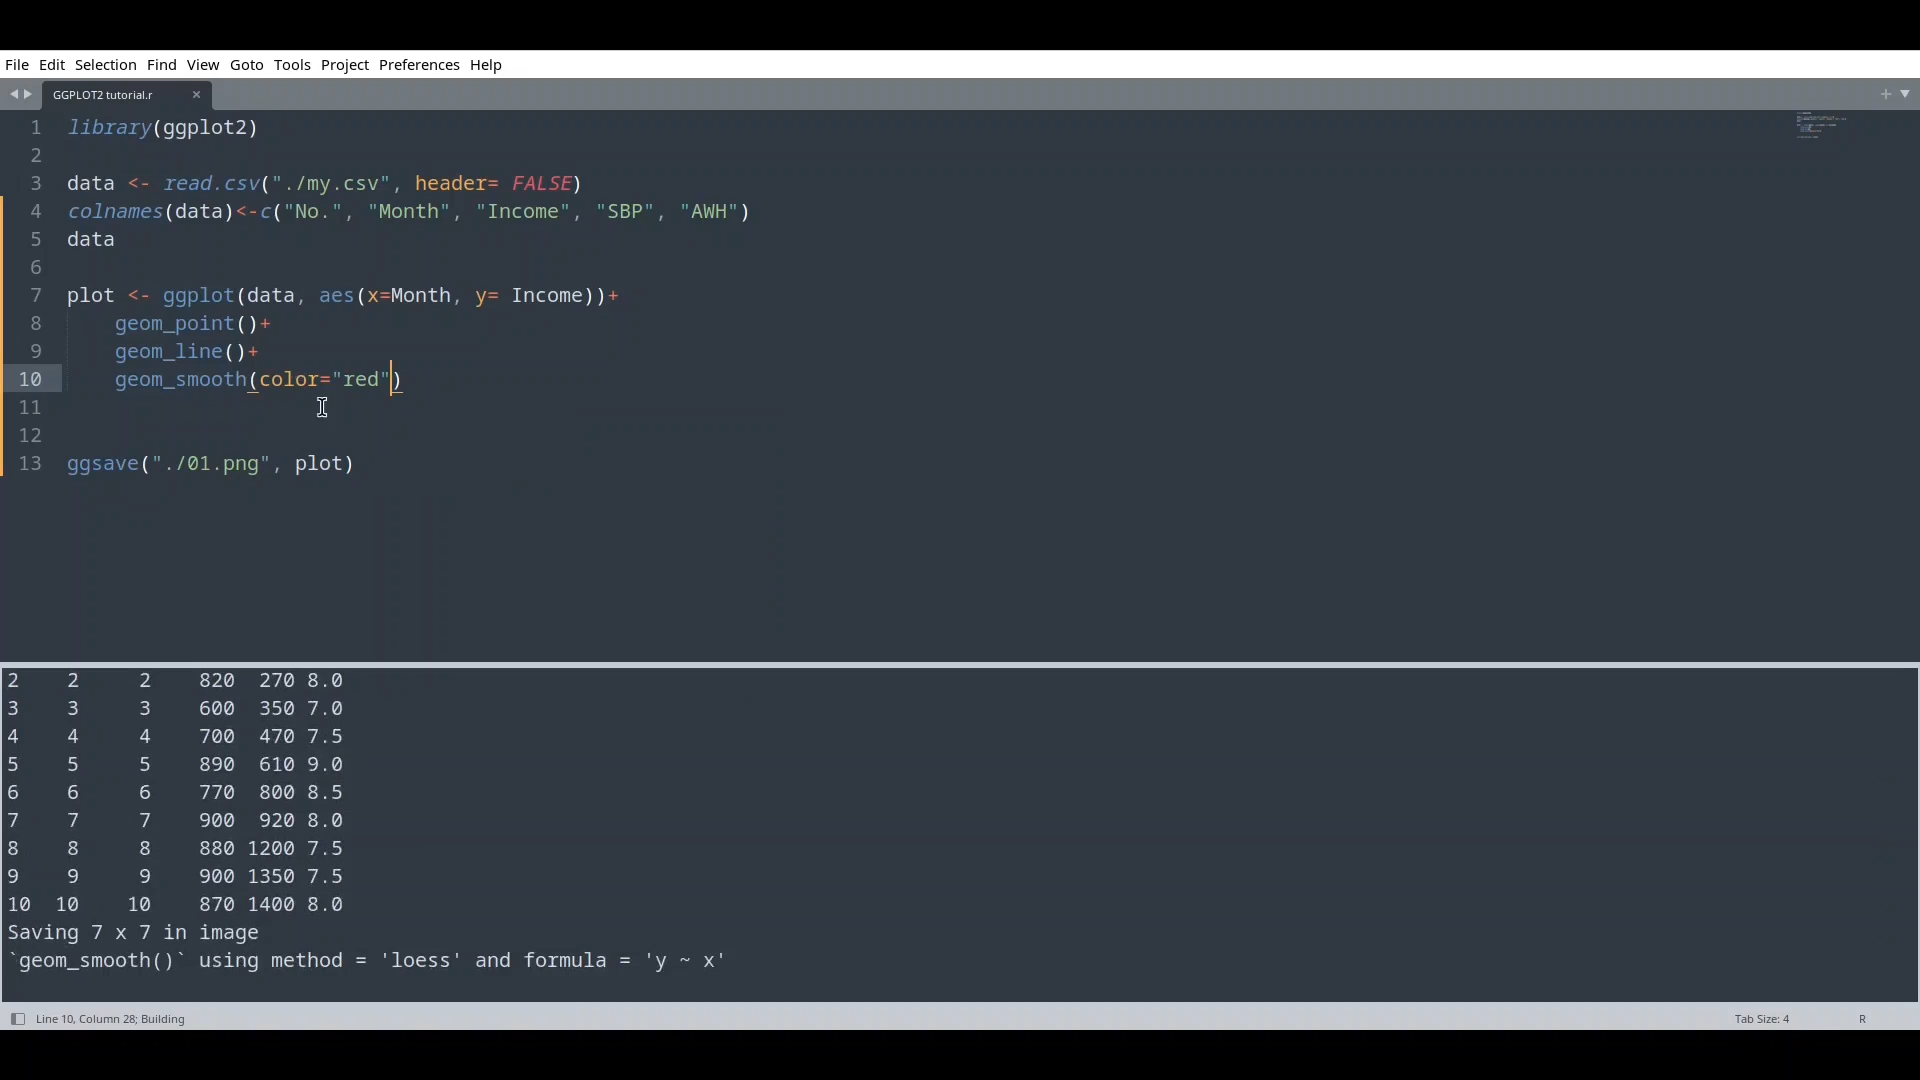 File Edit Selection Find View Goto Tools Project Preferences Help
GGPLOT2 tutorial.r
1 library(ggplot2)
2
3 data <- read.csv("./my.csv", header= FALSE)
4 colnames(data)<-c("No.", "Month", "Income", "SBP", "AWH")
5 data
6
7 plot <- ggplot(data, aes(x=Month, y= Income))+
8     geom_point()+
9     geom_line()+
10     geom_smooth(color="red")
11
12
13 ggsave("./01.png", plot)
2    2     2    820  270 8.0
3    3     3    600  350 7.0
4    4     4    700  470 7.5
5    5     5    890  610 9.0
6    6     6    770  800 8.5
7    7     7    900  920 8.0
8    8     8    880 1200 7.5
9    9     9    900 1350 7.5
10  10    10    870 1400 8.0
Saving 7 x 7 in image
`geom_smooth()` using method = 'loess' and formula = 'y ~ x'
Line 10, Column 28; Building Tab Size: 4 R